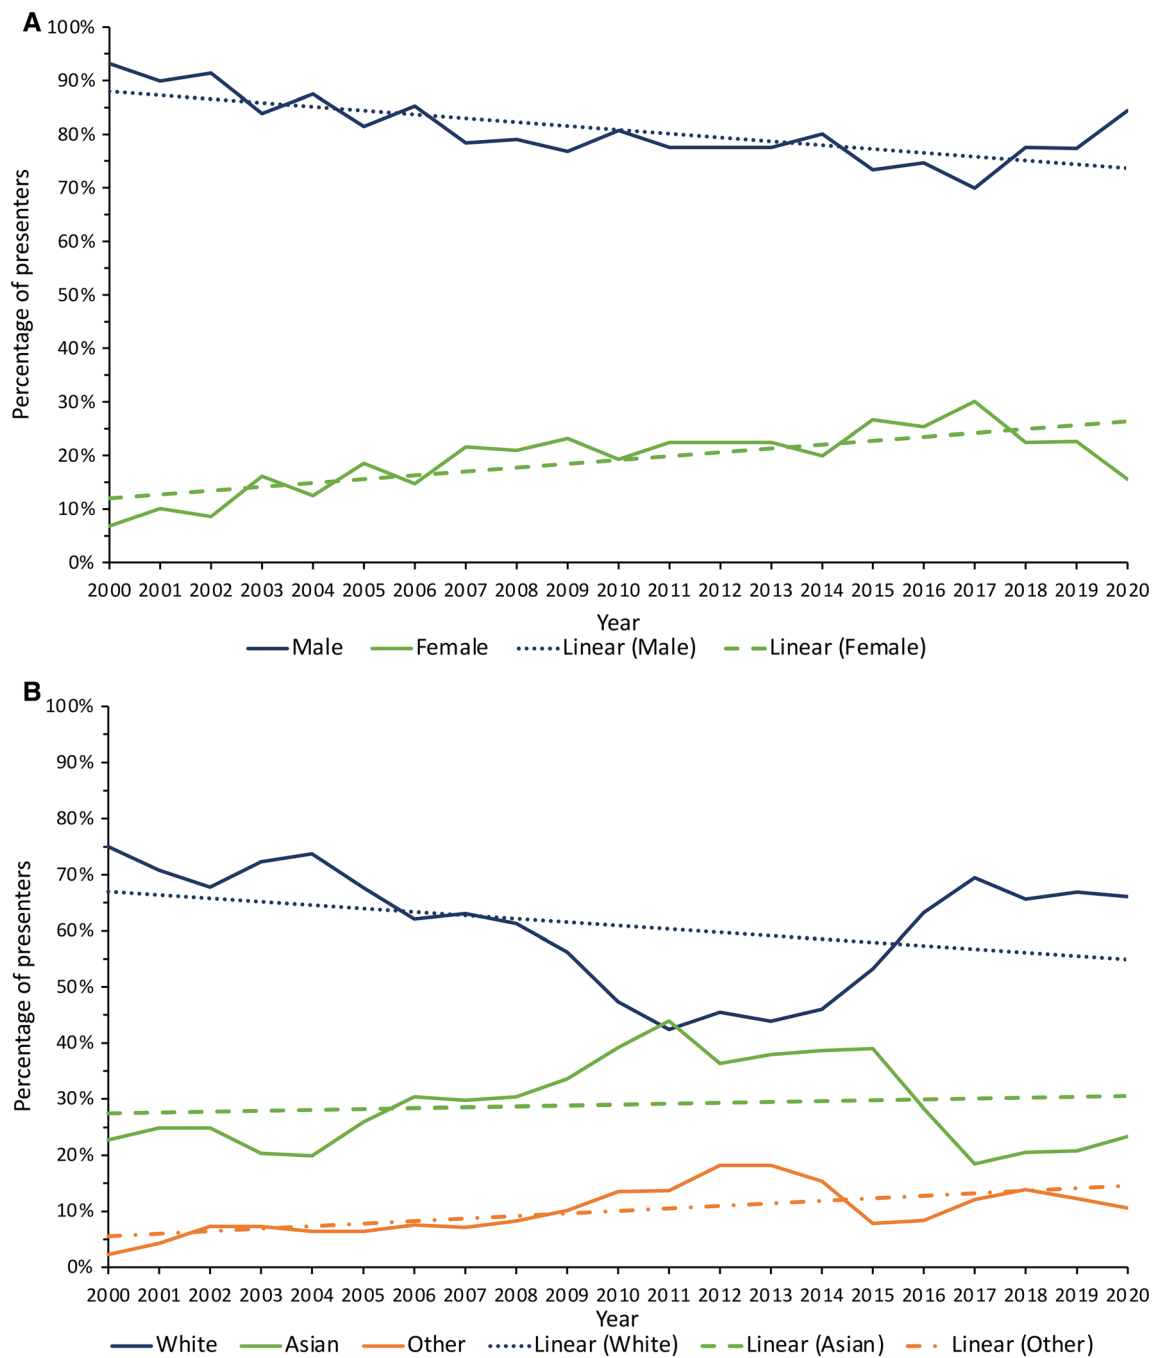 A
100%
90%
80%
70%
60%
50%
40%
30%
20%
10%
0%
Percentage of presenters
2000 2001 2002 2003 2004 2005 2006 2007 2008 2009 2010 2011 2012 2013 2014 2015 2016 2017 2018 2019 2020
Year
Male Female Linear (Male) Linear (Female)
B
100%
90%
80%
70%
60%
50%
40%
30%
20%
10%
0%
Percentage of presenters
2000 2001 2002 2003 2004 2005 2006 2007 2008 2009 2010 2011 2012 2013 2014 2015 2016 2017 2018 2019 2020
Year
White Asian Other Linear (White) Linear (Asian) Linear (Other)